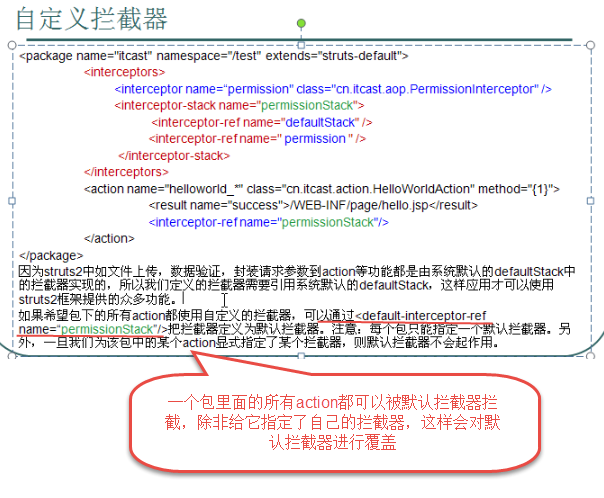 自定义拦截器
<package name="itcast" namespace="/test" extends="struts-default">
<interceptors>
<interceptor name="permission" class="cn.itcast.aop.PermissionInterceptor" />
<interceptor-stack name="permissionStack">
<interceptor-ref name="defaultStack" />
<interceptor-ref name=" permission " />
</interceptor-stack>
</interceptors>
<action name="helloworld_*" class="cn.itcast.action.HelloWorldAction" method="{1}">
<result name="success">/WEB-INF/page/hello.jsp</result>
<interceptor-ref name="permissionStack"/>
</action>
</package>
因为struts2中如文件上传，数据验证，封装请求参数到action等功能都是由系统默认的defaultStack中
的拦截器实现的，所以我们定义的拦截器需要引用系统默认的defaultStack，这样应用才可以使用
struts2框架提供的众多功能。
如果希望包下的所有action都使用自定义的拦截器，可以通过<default-interceptor-ref
name="permissionStack"/>把拦截器定义为默认拦截器。注意：每个包只能指定一个默认拦截器。另
外，一旦我们为该包中的某个action显式指定了某个拦截器，则默认拦截器不会起作用。
一个包里面的所有action都可以被默认拦截器拦
截，除非给它指定了自己的拦截器，这样会对默
认拦截器进行覆盖